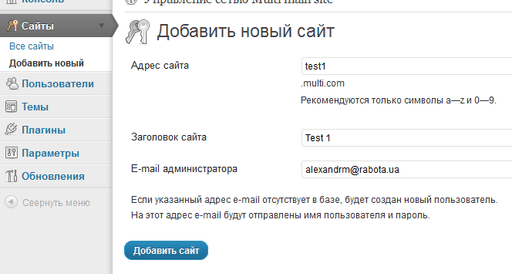 Консоль
Управление сетью Multi main site
Сайты
Все сайты
Добавить новый
Пользователи
Темы
Плагины
Параметры
Обновления
Свернуть меню
Добавить новый сайт
Адрес сайта
test1
.multi.com
Рекомендуются только символы a—z и 0—9.
Заголовок сайта
Test 1
E-mail администратора
alexandrm@rabota.ua
Если указанный адрес e-mail отсутствует в базе, будет создан новый пользователь.
На этот адрес e-mail будут отправлены имя пользователя и пароль.
Добавить сайт